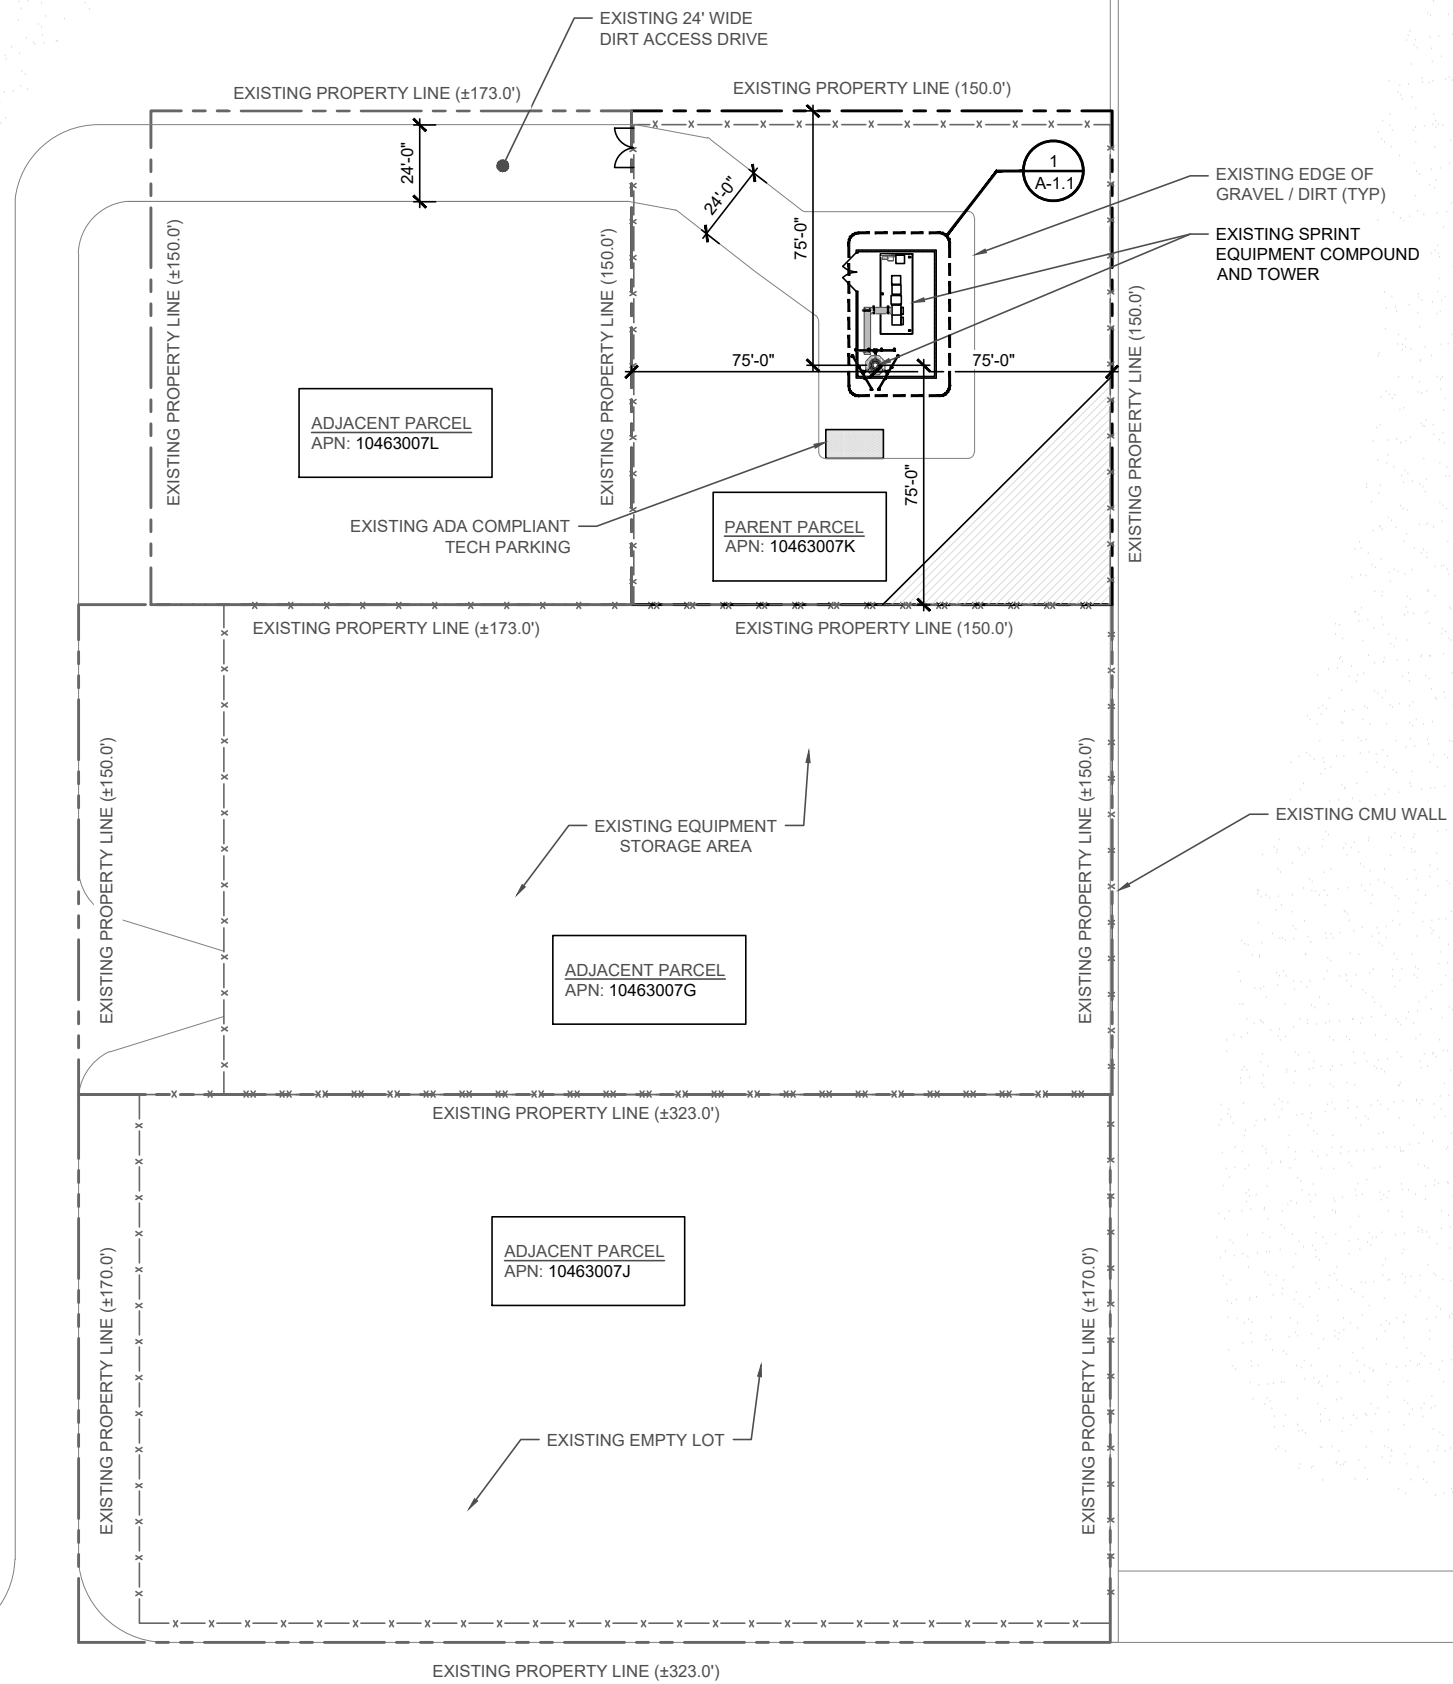 EXISTING 24' WIDE
DIRT ACCESS DRIVE
EXISTING PROPERTY LINE (±173.0')
EXISTING PROPERTY LINE (150.0')
24'-0"
24'-0"
75'-0"
1
A-1.1
EXISTING EDGE OF
GRAVEL / DIRT (TYP)
EXISTING SPRINT
EQUIPMENT COMPOUND
AND TOWER
EXISTING PROPERTY LINE (±150.0')
EXISTING PROPERTY LINE (150.0')
EXISTING PROPERTY LINE (150.0')
75'-0"
75'-0"
ADJACENT PARCEL
APN: 10463007L
75'-0"
EXISTING ADA COMPLIANT
TECH PARKING
PARENT PARCEL
APN: 10463007K
EXISTING PROPERTY LINE (±173.0')
EXISTING PROPERTY LINE (150.0')
EXISTING PROPERTY LINE (±150.0')
EXISTING PROPERTY LINE (±150.0')
EXISTING EQUIPMENT
STORAGE AREA
EXISTING CMU WALL
ADJACENT PARCEL
APN: 10463007G
EXISTING PROPERTY LINE (±323.0')
ADJACENT PARCEL
APN: 10463007J
EXISTING PROPERTY LINE (±170.0')
EXISTING PROPERTY LINE (±170.0')
EXISTING EMPTY LOT
EXISTING PROPERTY LINE (±323.0')